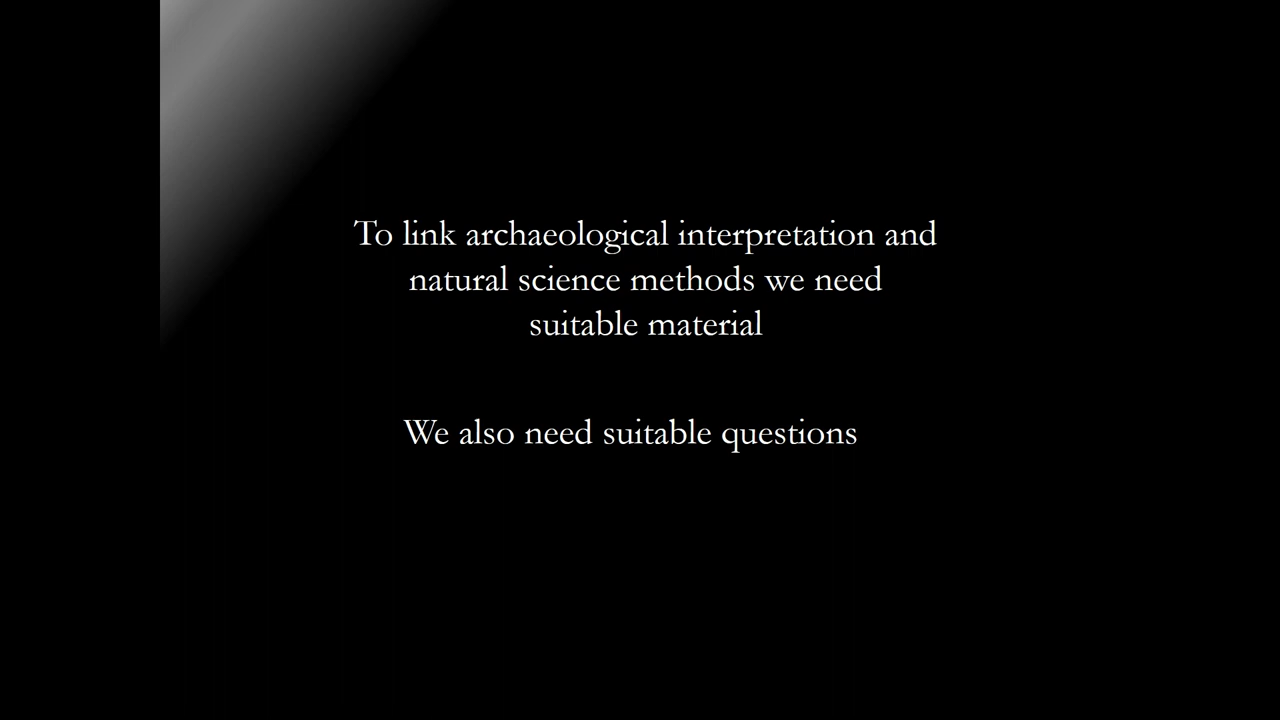 To link archaeological interpretation and
natural science methods we need
suitable material
We also need suitable questions